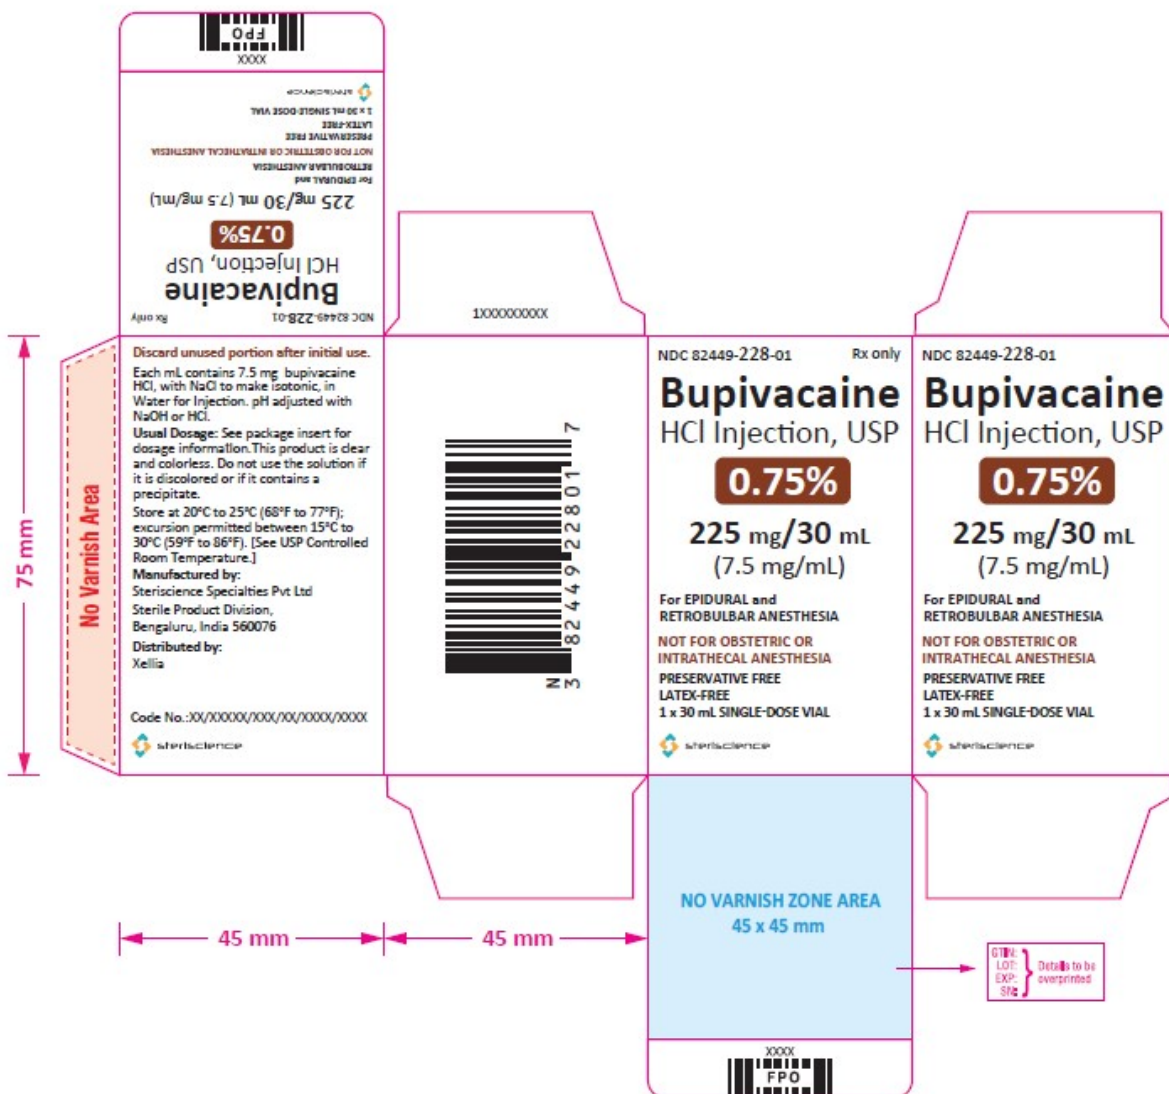 FPO
XXXX
steriscience
1 x 30 mL SINGLE-DOSE VIAL
LATEX-FREE
PRESERVATIVE FREE
NOT FOR OBSTETRIC OR INTRATHECAL ANESTHESIA
RETROBULBAR ANESTHESIA
For EPIDURAL and
225 mg/30 mL (7.5 mg/mL)
0.75%
HCl Injection, USP
Bupivacaine
NDC 82449-228-01 Rx only
75 mm
No Varnish Area
Discard unused portion after initial use.
Each mL contains 7.5 mg bupivacaine
HCl, with NaCl to make isotonic, in
Water for Injection. pH adjusted with
NaOH or HCl.
Usual Dosage: See package insert for
dosage information.This product is clear
and colorless. Do not use the solution if
it is discolored or if it contains a
precipitate.
Store at 20°C to 25°C (68°F to 77°F);
excursion permitted between 15°C to
30°C (59°F to 86°F). [See USP Controlled
Room Temperature.]
Manufactured by:
Steriscience Specialties Pvt Ltd
Sterile Product Division,
Bengaluru, India 560076
Distributed by:
Xellia
Code No.:XX/XXXXX/XXX/XX/XXXX/XXXX
steriscience
1XXXXXXXXX
N
3 82449 22801 7
NDC 82449-228-01 Rx only
Bupivacaine
HCl Injection, USP
0.75%
225 mg/30 mL
(7.5 mg/mL)
For EPIDURAL and
RETROBULBAR ANESTHESIA
NOT FOR OBSTETRIC OR
INTRATHECAL ANESTHESIA
PRESERVATIVE FREE
LATEX-FREE
1 x 30 mL SINGLE-DOSE VIAL
steriscience
NDC 82449-228-01
Bupivacaine
HCl Injection, USP
0.75%
225 mg/30 mL
(7.5 mg/mL)
For EPIDURAL and
RETROBULBAR ANESTHESIA
NOT FOR OBSTETRIC OR
INTRATHECAL ANESTHESIA
PRESERVATIVE FREE
LATEX-FREE
1 x 30 mL SINGLE-DOSE VIAL
steriscience
45 mm
45 mm
NO VARNISH ZONE AREA
45 x 45 mm
GTIN:
LOT:
EXP:
SN:
Details to be
overprinted
XXXX
FPO